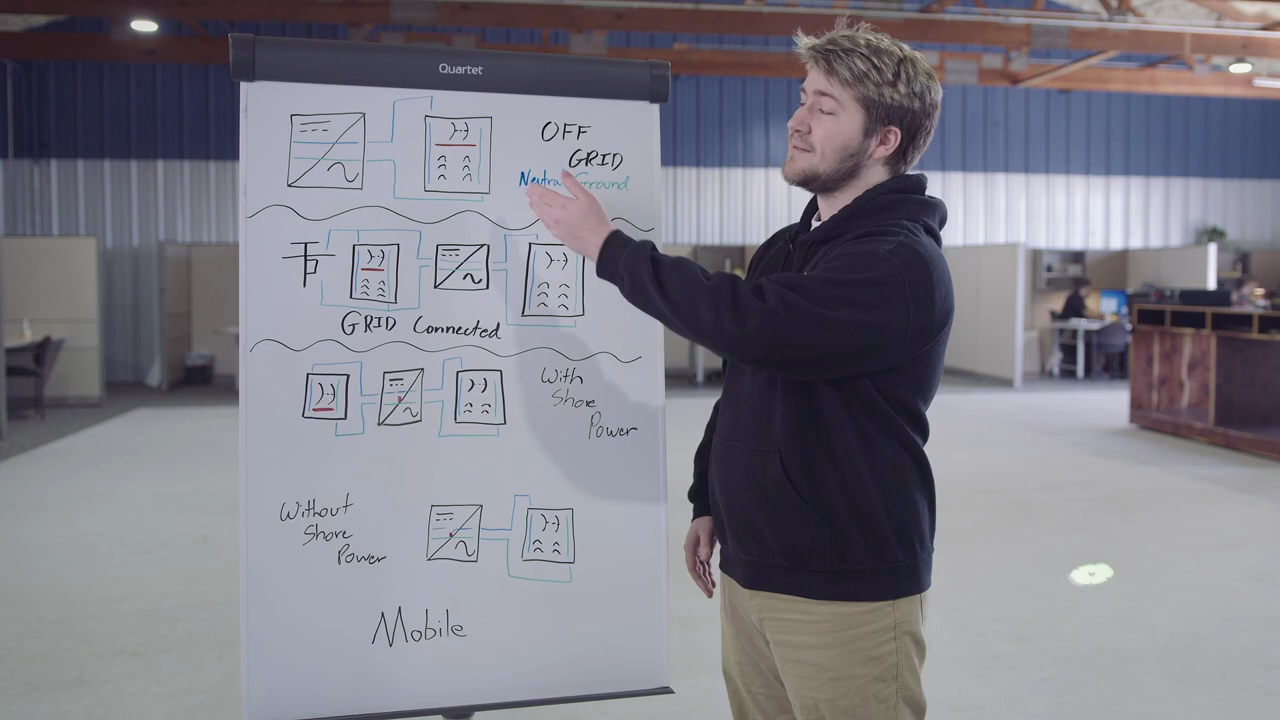 Quartet
OFF
GRID
Neutral Ground
GRID Connected
With
Shore
Power
Without
Shore
Power
Mobile